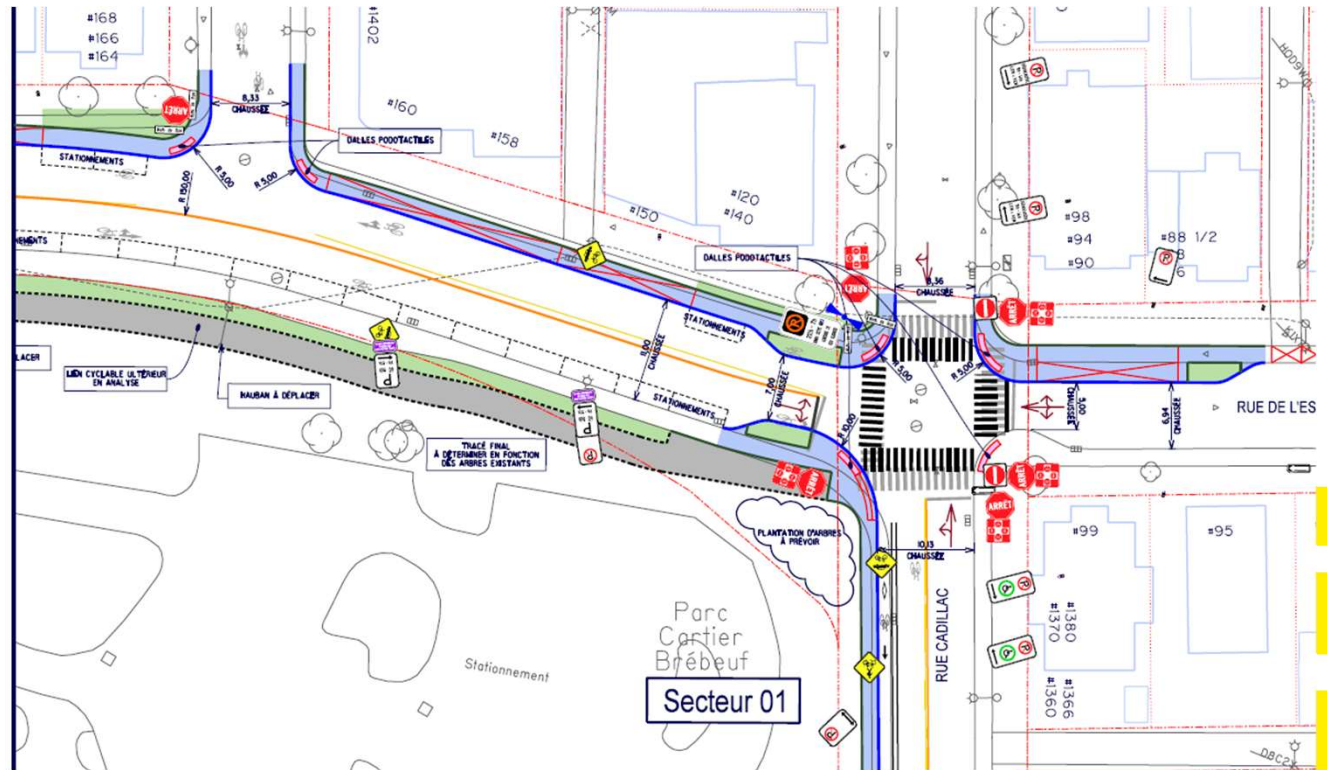 #168
#166
#164
#1402
8,33
CHAUSSÉE
ARRÊT
#160
#158
DALLES PODOTACTILES
STATIONNEMENTS
R 5,00
R 5,00
R 150,00
#120
#140
#150
DALLES PODOTACTILES
#98
#94
#90
#88 1/2
ARRÊT
8,36
CHAUSSÉE
ARRÊT
STATIONNEMENTS
11,00
CHAUSSÉE
7,00
CHAUSSÉE
R 5,00
R 5,00
5,00
CHAUSSÉE
6,94
CHAUSSÉE
RUE DE L'ES
LIEN CYCLABLE ULTÉRIEUR
EN ANALYSE
HAUBAN À DÉPLACER
STATIONNEMENTS
R 10,00
TRACÉ FINAL
À DÉTERMINER EN FONCTION
DES ARBRES EXISTANTS
ARRÊT
ARRÊT
ARRÊT
PLANTATION D'ARBRES
À PRÉVOIR
10,13
CHAUSSÉE
#99
#95
Parc
Cartier
Brébeuf
Stationnement
Secteur 01
RUE CADILLAC
#1380
#1370
#1366
#1360